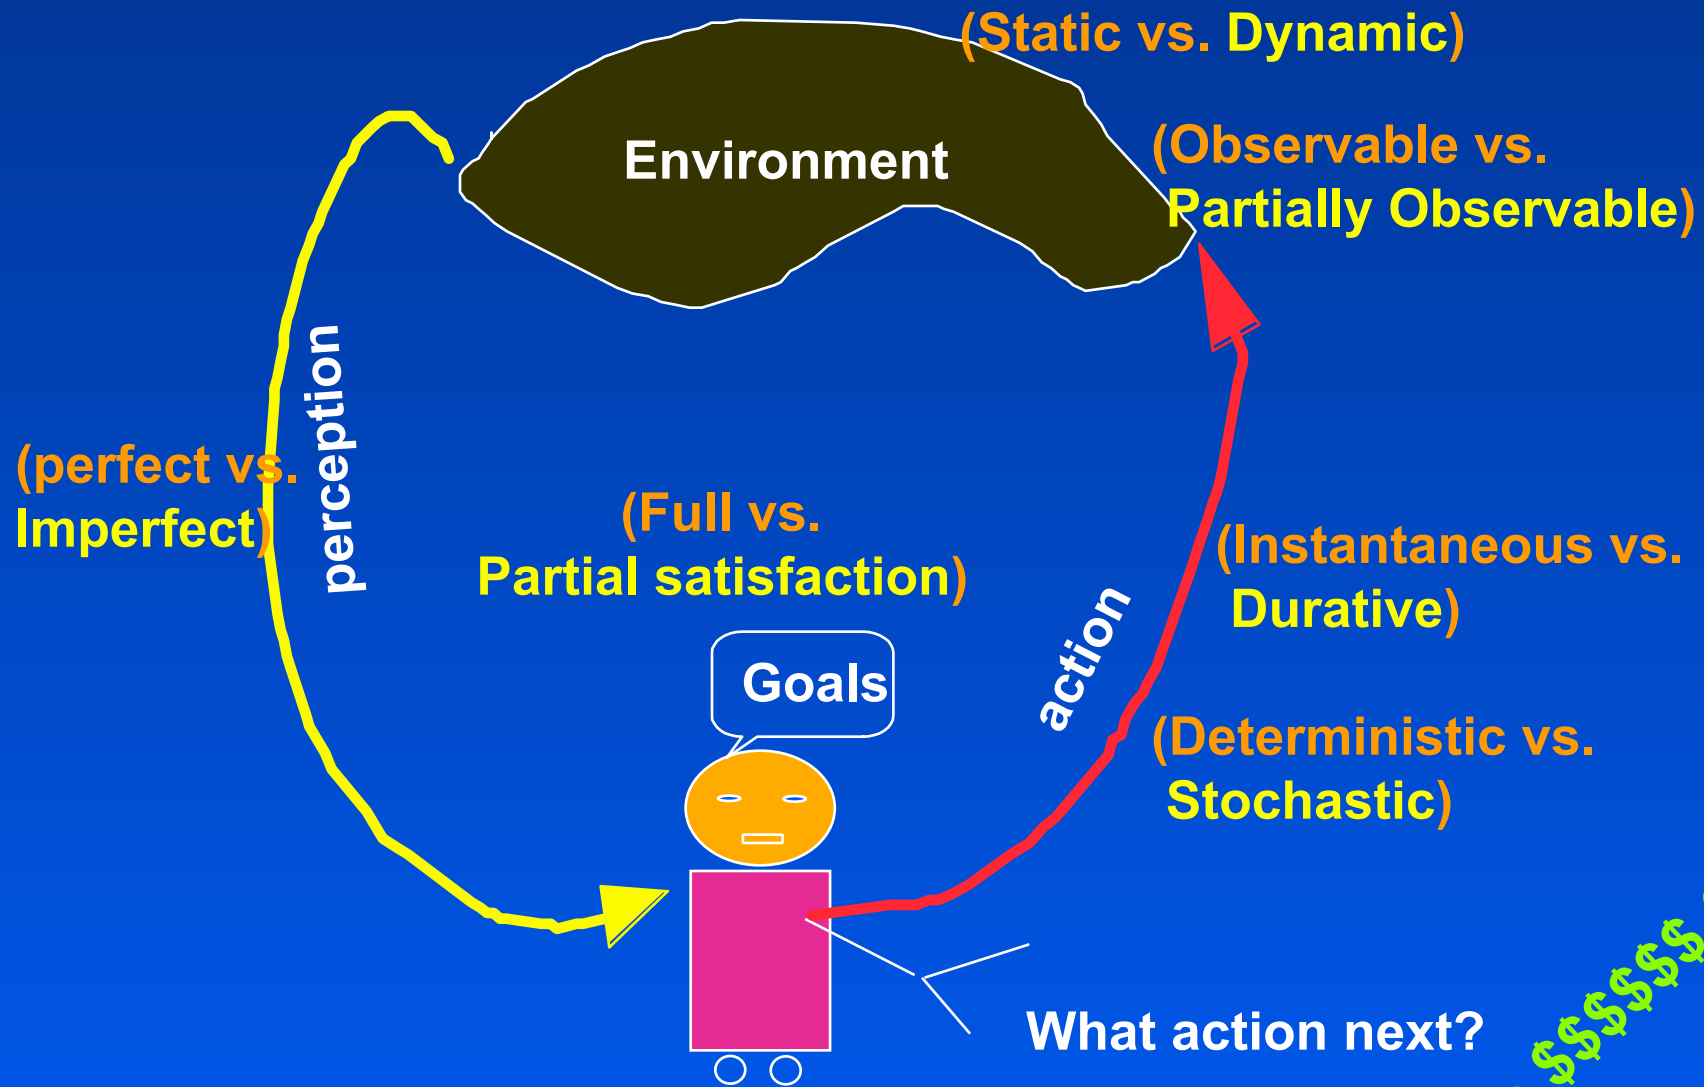 (Static vs. Dynamic)
Environment
(Observable vs.
Partially Observable)
perception
(perfect vs.
Imperfect)
(Full vs.
Partial satisfaction)
(Instantaneous vs.
Durative)
action
Goals
(Deterministic vs.
Stochastic)
What action next?
$$$$$$